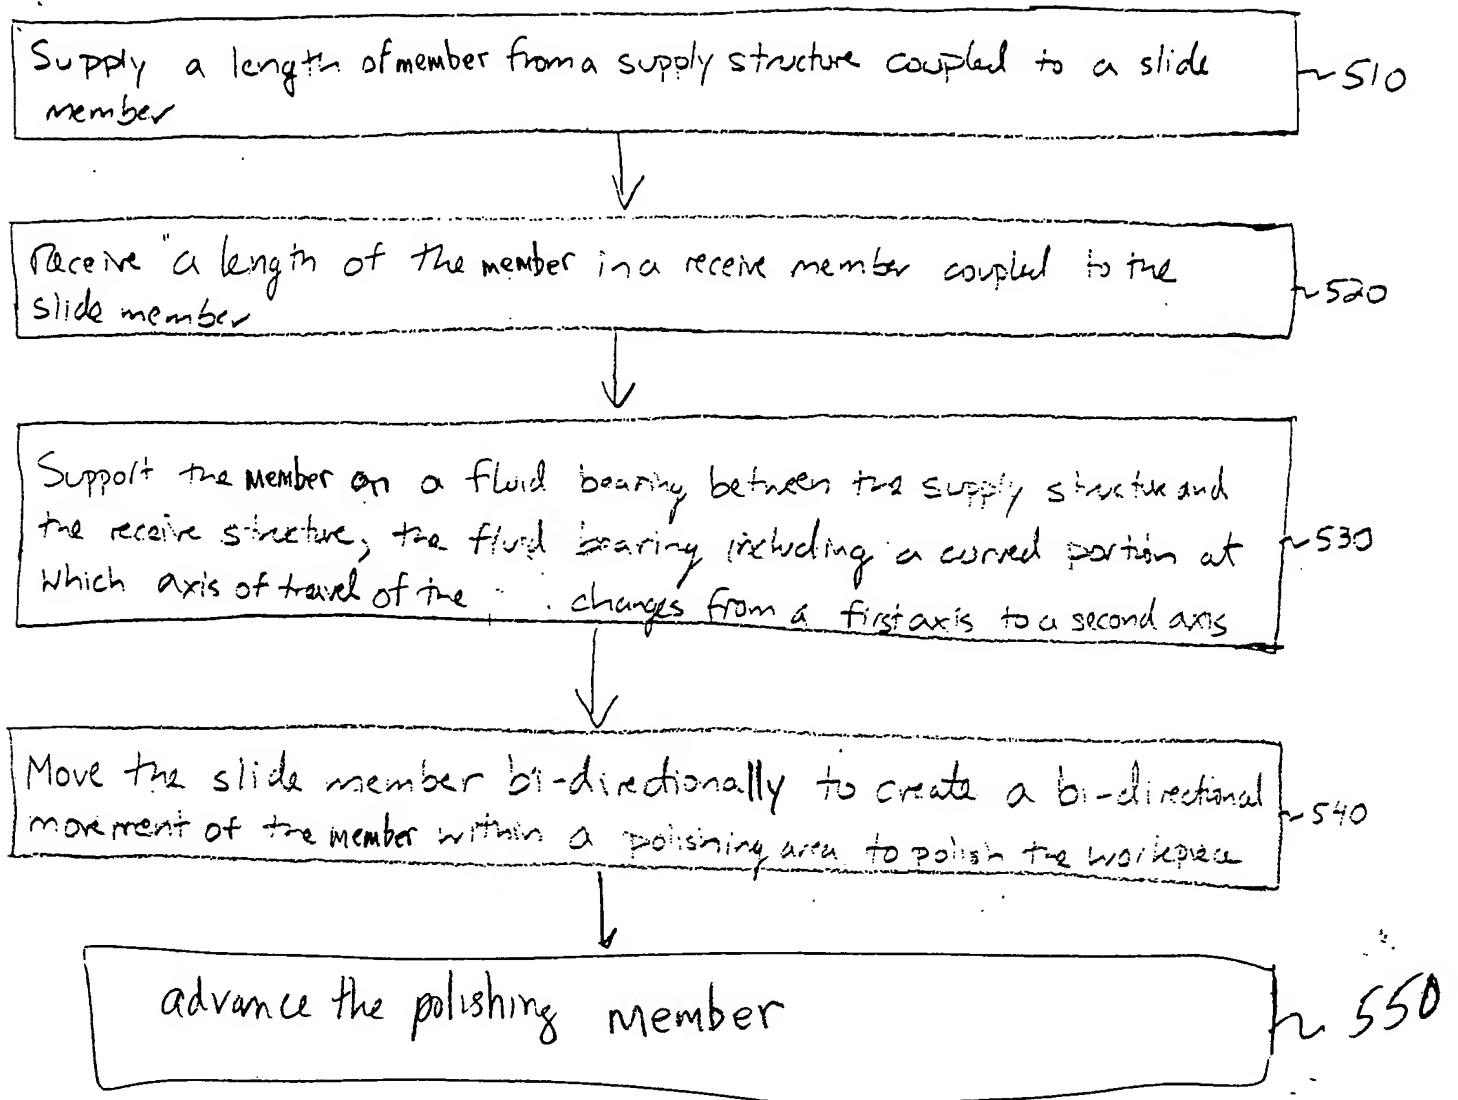 Supply a length of member from a supply structure coupled to a slide
member
~510
Receive "a length of the member in a receive member coupled to the
slide member
~520
Support the member on a fluid bearing between the supply structure and
the receive structure, the fluid bearing including a curved portion at
which axis of travel of the changes from a first axis to a second axis
~530
Move the slide member bi-directionally to create a bi-directional
movement of the member within a polishing area to polish the workpiece
~540
advance the polishing member
~550